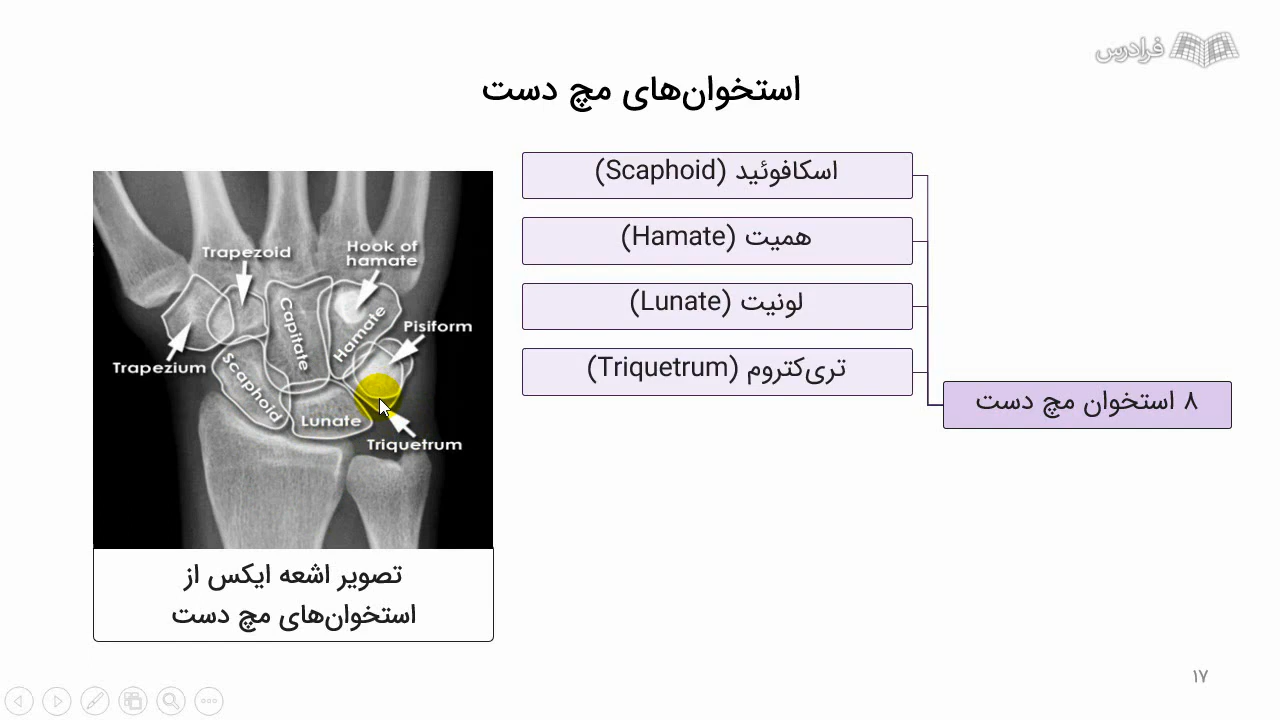 فرادرس
استخوان‌های مچ دست
اسکافوئید (Scaphoid)
همیت (Hamate)
لونیت (Lunate)
تری‌کتروم (Triquetrum)
۸ استخوان مچ دست
Trapezoid
Hook of
hamate
Capitate
Hamate
Pisiform
Trapezium
Scaphoid
Lunate
Triquetrum
تصویر اشعه ایکس از
استخوان‌های مچ دست
۱۷